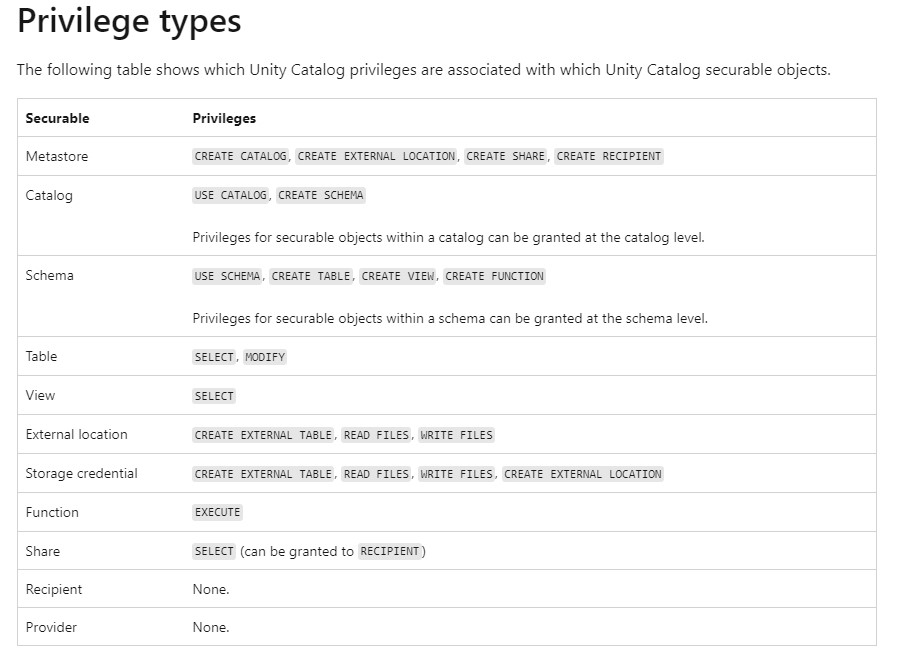 Privilege types
The following table shows which Unity Catalog privileges are associated with which Unity Catalog securable objects.
Securable Privileges
Metastore CREATE CATALOG, CREATE EXTERNAL LOCATION, CREATE SHARE, CREATE RECIPIENT
Catalog USE CATALOG, CREATE SCHEMA
Privileges for securable objects within a catalog can be granted at the catalog level.
Schema USE SCHEMA, CREATE TABLE, CREATE VIEW, CREATE FUNCTION
Privileges for securable objects within a schema can be granted at the schema level.
Table SELECT, MODIFY
View SELECT
External location CREATE EXTERNAL TABLE, READ FILES, WRITE FILES
Storage credential CREATE EXTERNAL TABLE, READ FILES, WRITE FILES, CREATE EXTERNAL LOCATION
Function EXECUTE
Share SELECT (can be granted to RECIPIENT)
Recipient None.
Provider None.